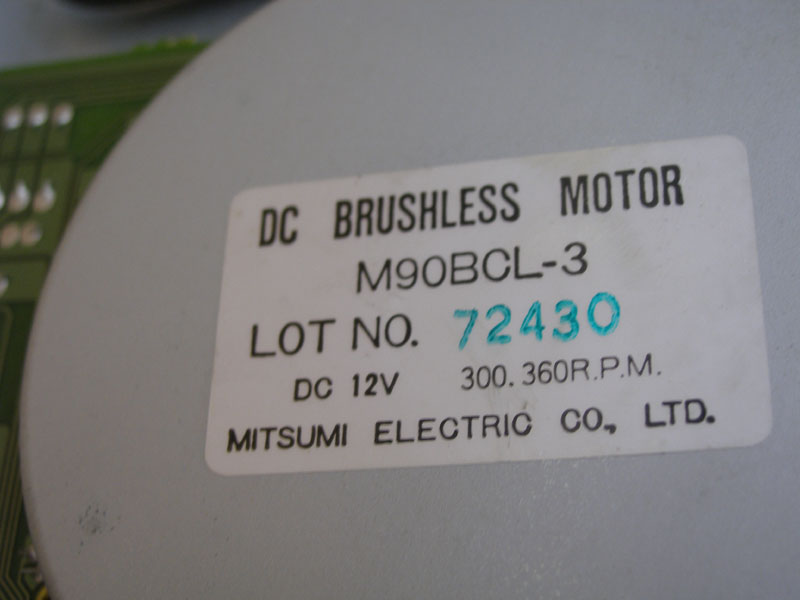 DC BRUSHLESS MOTOR
M90BCL-3
LOT NO. 72430
DC 12V 300.360R.P.M.
MITSUMI ELECTRIC CO., LTD.